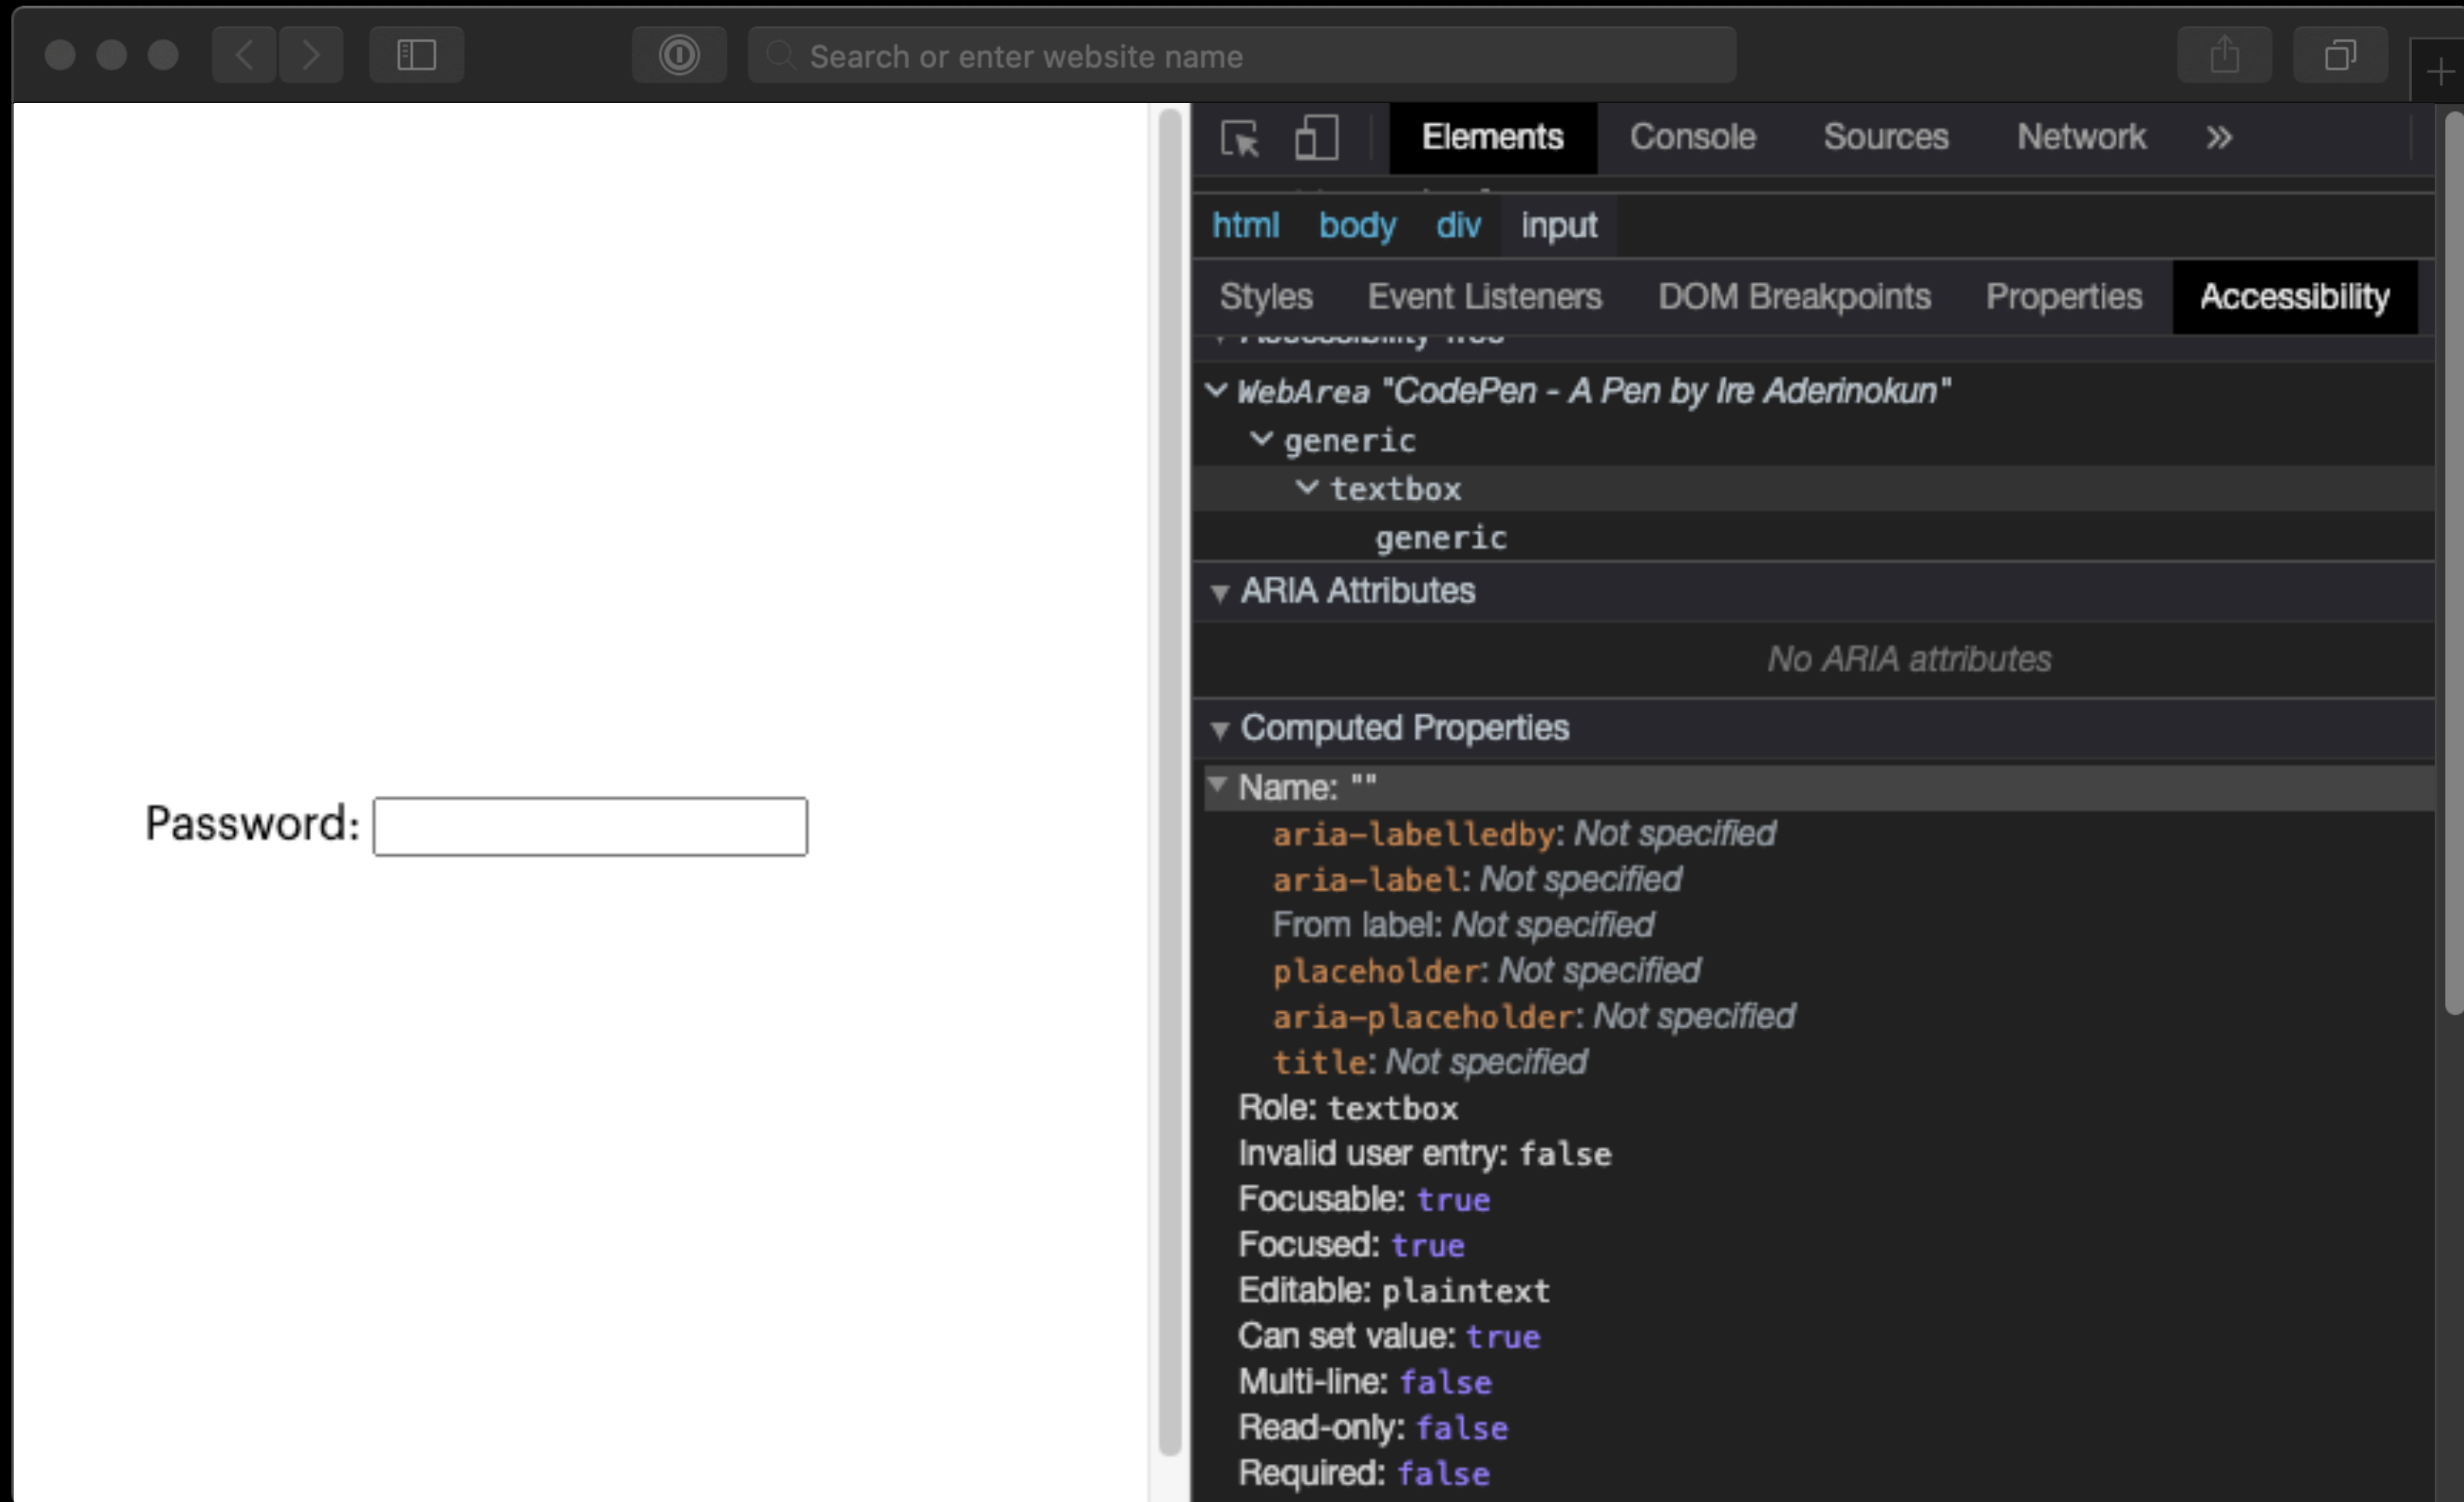 Search or enter website name
Password:
Elements Console Sources Network »
html body div input
Styles Event Listeners DOM Breakpoints Properties Accessibility
WebArea "CodePen - A Pen by Ire Aderinokun"
generic
textbox
generic
ARIA Attributes
No ARIA attributes
Computed Properties
Name: ""
aria-labelledby: Not specified
aria-label: Not specified
From label: Not specified
placeholder: Not specified
aria-placeholder: Not specified
title: Not specified
Role: textbox
Invalid user entry: false
Focusable: true
Focused: true
Editable: plaintext
Can set value: true
Multi-line: false
Read-only: false
Required: false